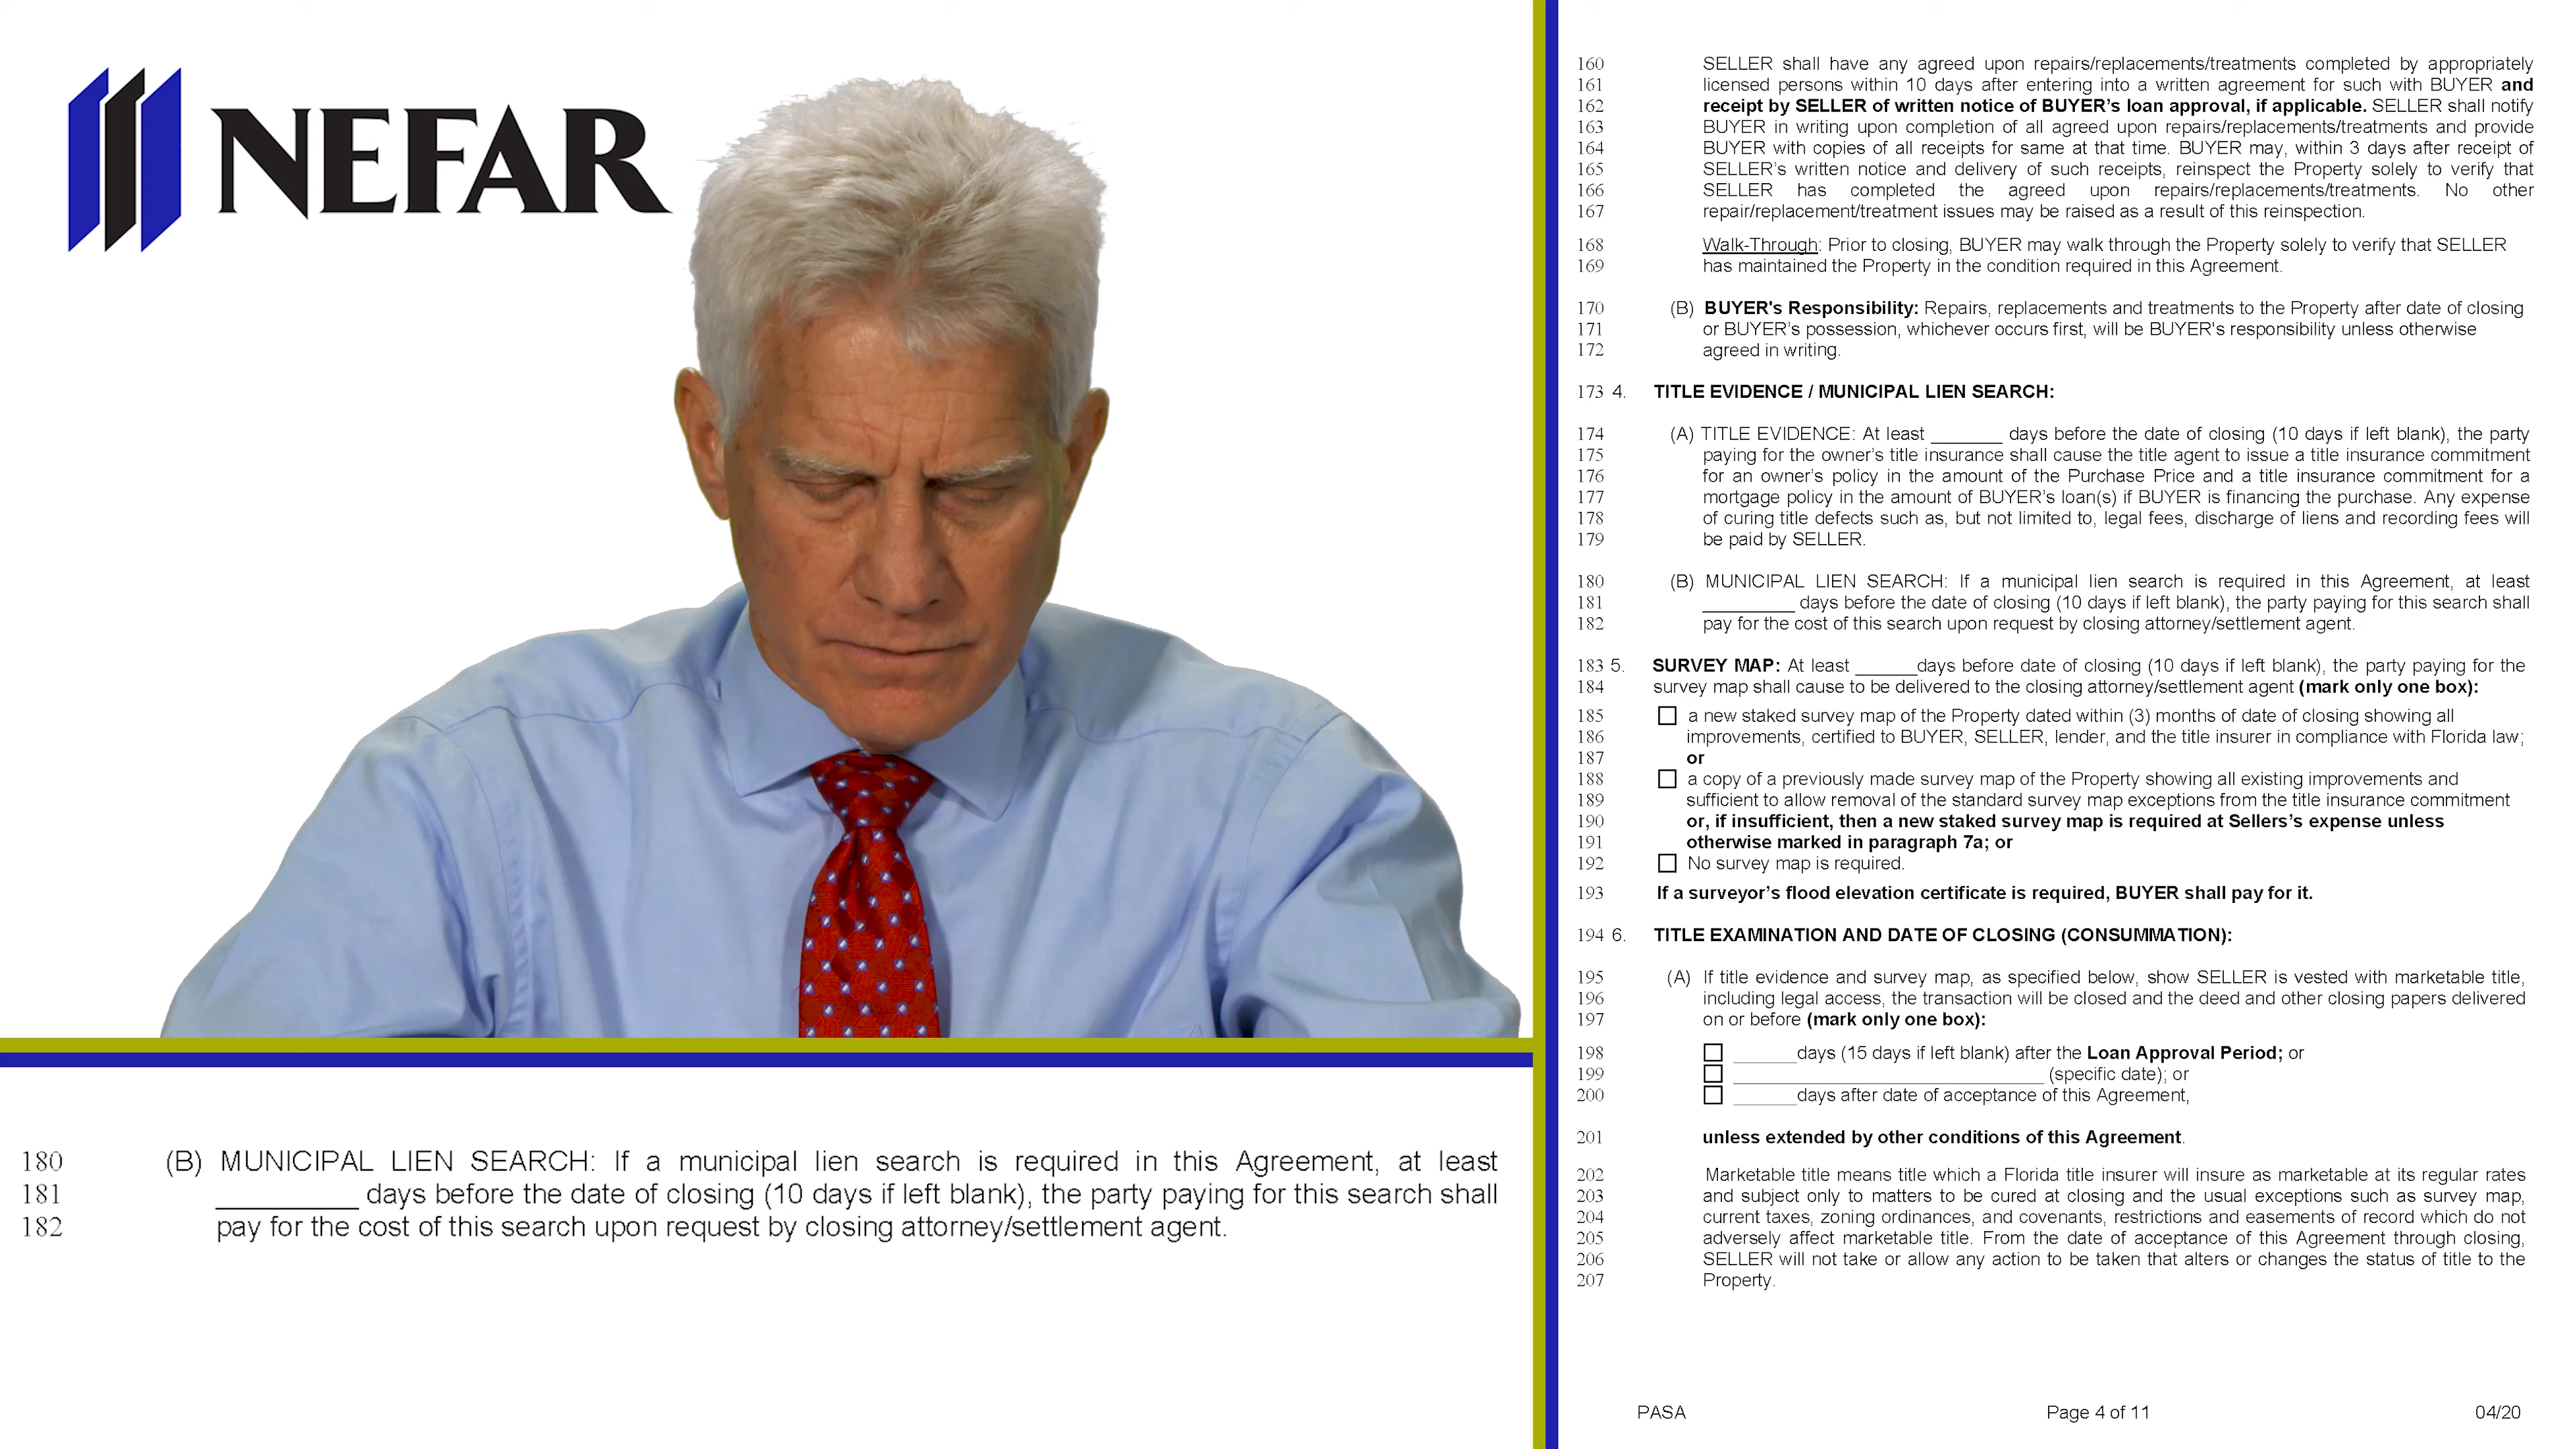 NEFAR
180 (B) MUNICIPAL LIEN SEARCH: If a municipal lien search is required in this Agreement, at least
181 __________ days before the date of closing (10 days if left blank), the party paying for this search shall
182 pay for the cost of this search upon request by closing attorney/settlement agent.
160 SELLER shall have any agreed upon repairs/replacements/treatments completed by appropriately
161 licensed persons within 10 days after entering into a written agreement for such with BUYER and
162 receipt by SELLER of written notice of BUYER's loan approval, if applicable. SELLER shall notify
163 BUYER in writing upon completion of all agreed upon repairs/replacements/treatments and provide
164 BUYER with copies of all receipts for same at that time. BUYER may, within 3 days after receipt of
165 SELLER's written notice and delivery of such receipts, reinspect the Property solely to verify that
166 SELLER has completed the agreed upon repairs/replacements/treatments. No other
167 repair/replacement/treatment issues may be raised as a result of this reinspection.
168 Walk-Through: Prior to closing, BUYER may walk through the Property solely to verify that SELLER
169 has maintained the Property in the condition required in this Agreement.
170 (B) BUYER's Responsibility: Repairs, replacements and treatments to the Property after date of closing
171 or BUYER's possession, whichever occurs first, will be BUYER's responsibility unless otherwise
172 agreed in writing.
173 4. TITLE EVIDENCE / MUNICIPAL LIEN SEARCH:
174 (A) TITLE EVIDENCE: At least _______ days before the date of closing (10 days if left blank), the party
175 paying for the owner's title insurance shall cause the title agent to issue a title insurance commitment
176 for an owner's policy in the amount of the Purchase Price and a title insurance commitment for a
177 mortgage policy in the amount of BUYER's loan(s) if BUYER is financing the purchase. Any expense
178 of curing title defects such as, but not limited to, legal fees, discharge of liens and recording fees will
179 be paid by SELLER.
180 (B) MUNICIPAL LIEN SEARCH: If a municipal lien search is required in this Agreement, at least
181 _________ days before the date of closing (10 days if left blank), the party paying for this search shall
182 pay for the cost of this search upon request by closing attorney/settlement agent.
183 5. SURVEY MAP: At least ______days before date of closing (10 days if left blank), the party paying for the
184 survey map shall cause to be delivered to the closing attorney/settlement agent (mark only one box):
185 ☐ a new staked survey map of the Property dated within (3) months of date of closing showing all
186 improvements, certified to BUYER, SELLER, lender, and the title insurer in compliance with Florida law;
187 or
188 ☐ a copy of a previously made survey map of the Property showing all existing improvements and
189 sufficient to allow removal of the standard survey map exceptions from the title insurance commitment
190 or, if insufficient, then a new staked survey map is required at Sellers's expense unless
191 otherwise marked in paragraph 7a; or
192 ☐ No survey map is required.
193 If a surveyor's flood elevation certificate is required, BUYER shall pay for it.
194 6. TITLE EXAMINATION AND DATE OF CLOSING (CONSUMMATION):
195 (A) If title evidence and survey map, as specified below, show SELLER is vested with marketable title,
196 including legal access, the transaction will be closed and the deed and other closing papers delivered
197 on or before (mark only one box):
198 ☐ ______days (15 days if left blank) after the Loan Approval Period; or
199 ☐ ______________________________ (specific date); or
200 ☐ ______days after date of acceptance of this Agreement,
201 unless extended by other conditions of this Agreement.
202 Marketable title means title which a Florida title insurer will insure as marketable at its regular rates
203 and subject only to matters to be cured at closing and the usual exceptions such as survey map,
204 current taxes, zoning ordinances, and covenants, restrictions and easements of record which do not
205 adversely affect marketable title. From the date of acceptance of this Agreement through closing,
206 SELLER will not take or allow any action to be taken that alters or changes the status of title to the
207 Property.
PASA Page 4 of 11 04/20